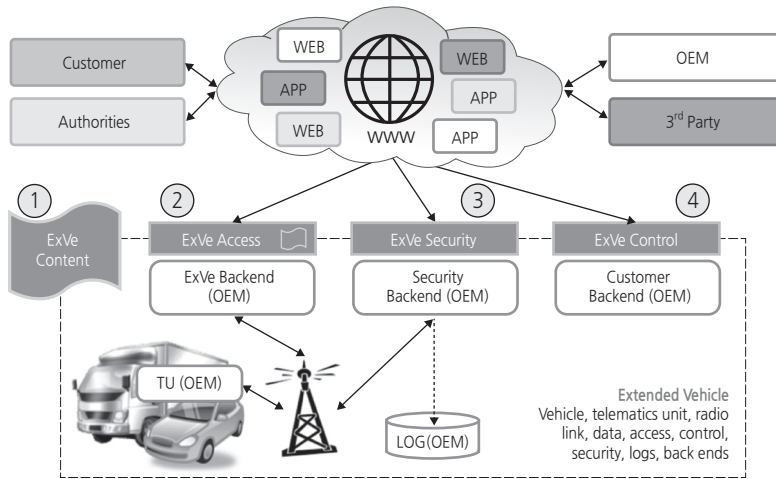 WEB
WEB
Customer
OEM
APP
APP
Authorities
3rd Party
WEB
WWW
APP
1
2
3
4
ExVe
Content
ExVe Access
ExVe Security
ExVe Control
ExVe Backend
(OEM)
Security
Backend (OEM)
Customer
Backend (OEM)
TU (OEM)
LOG(OEM)
Extended Vehicle
Vehicle, telematics unit, radio
link, data, access, control,
security, logs, back ends